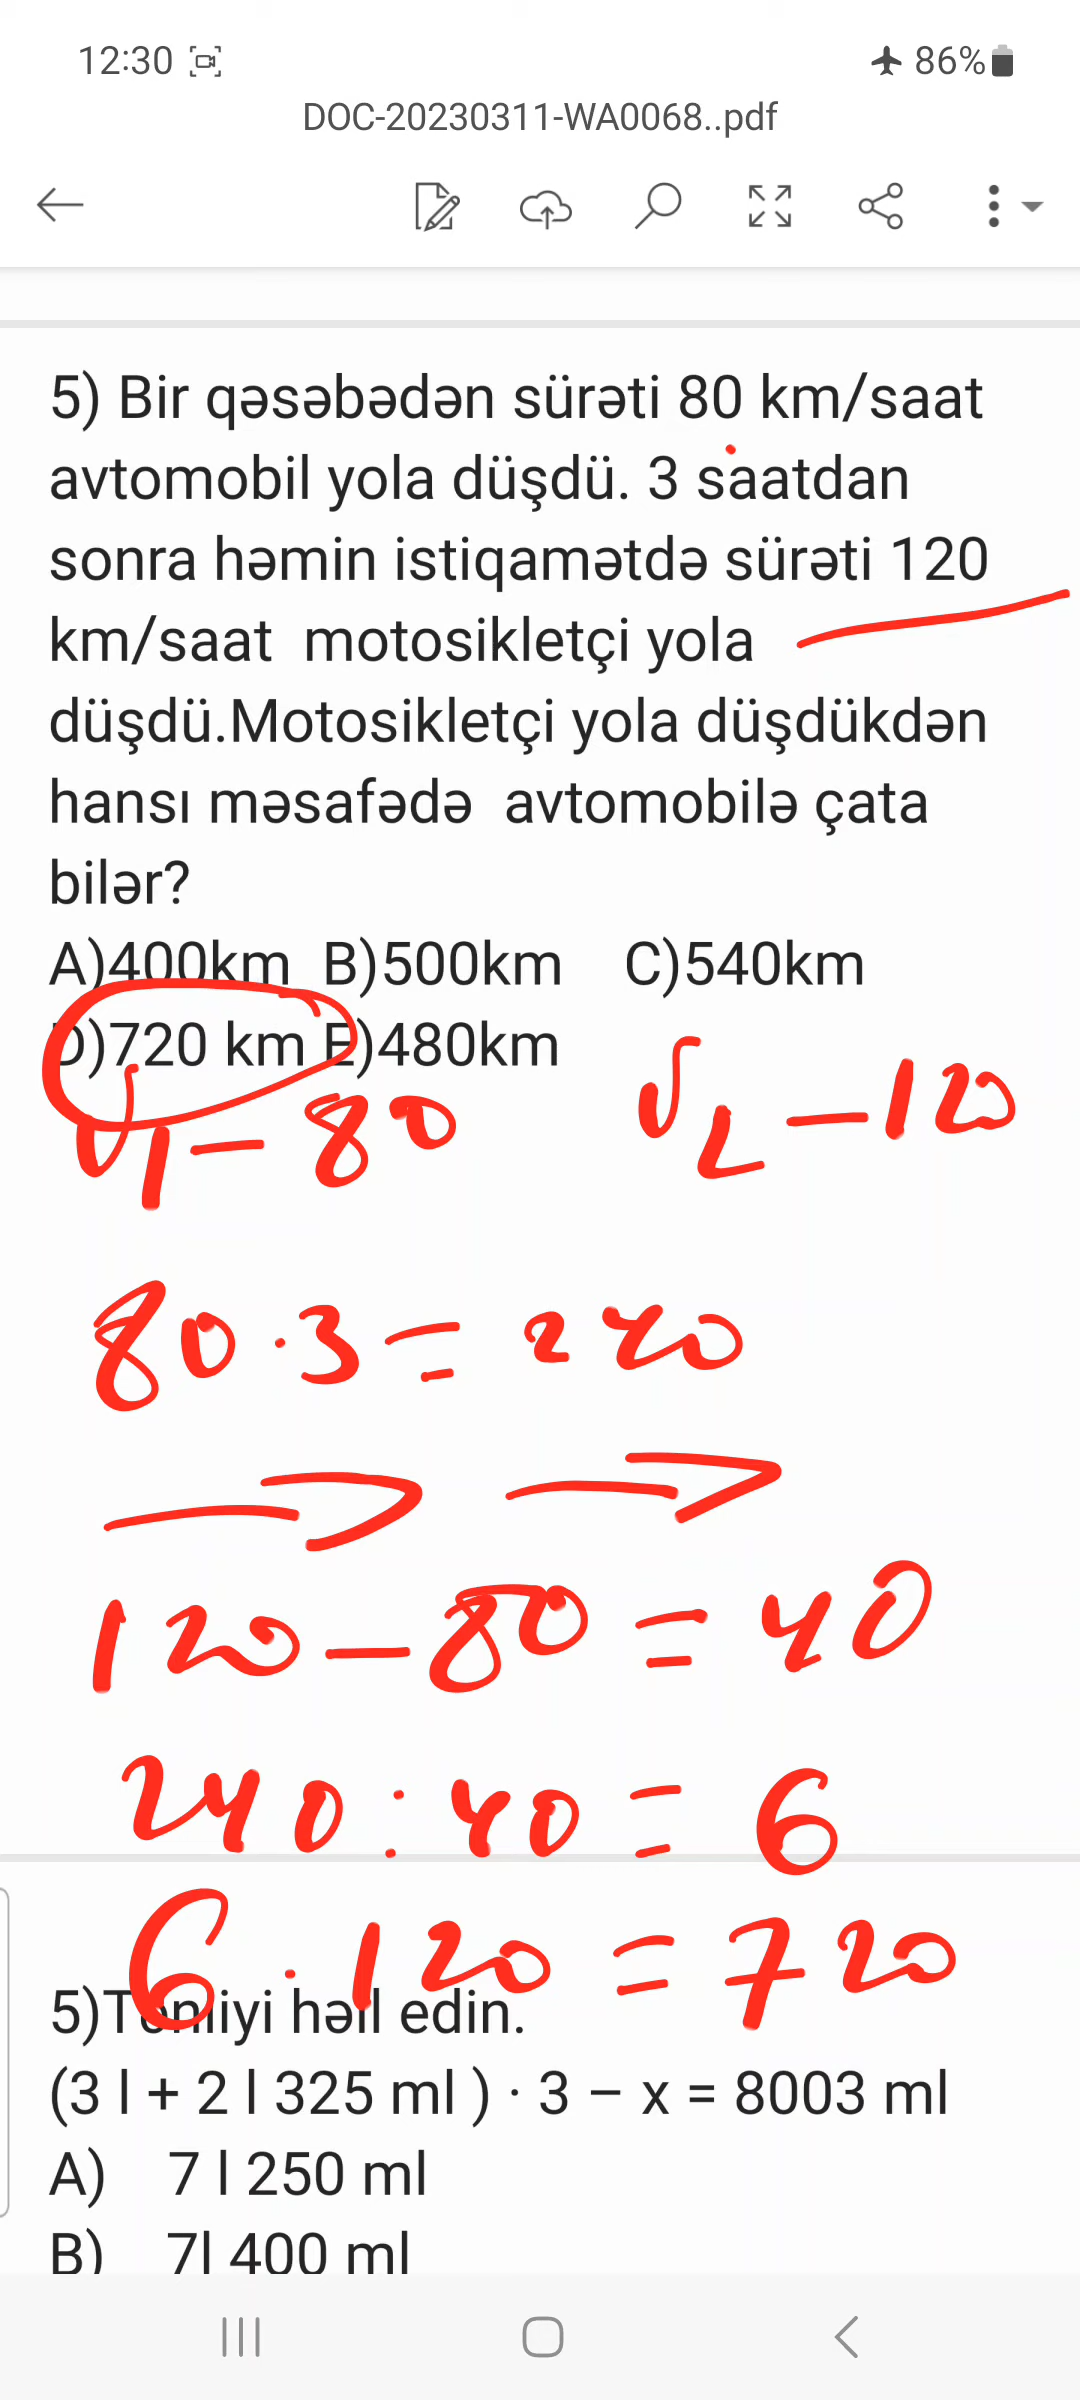 12:30 86%
DOC-20230311-WA0068..pdf
5) Bir qəsəbədən sürəti 80 km/saat
avtomobil yola düşdü. 3 saatdan
sonra həmin istiqamətdə sürəti 120
km/saat motosikletçi yola
düşdü.Motosikletçi yola düşdükdən
hansı məsafədə avtomobilə çata
bilər?
A)400km B)500km C)540km
D)720 km E)480km
V1 – 80 V2 – 120
80 · 3 = 240
120 – 80 = 40
240 : 40 = 6
6 · 120 = 720
5)Tənliyi həll edin.
(3 l + 2 l 325 ml ) · 3 – x = 8003 ml
A) 7 l 250 ml
B) 7l 400 ml